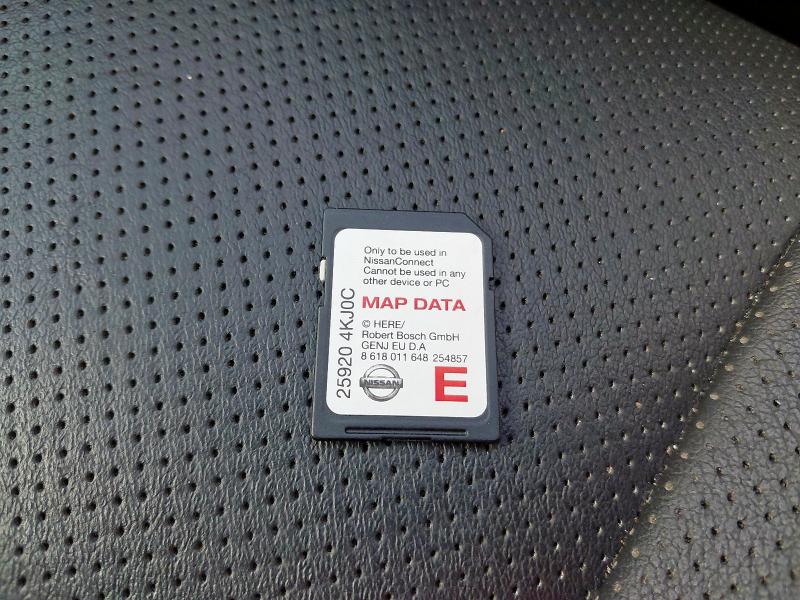 Only to be used in
NissanConnect
Cannot be used in any
other device or PC
MAP DATA
© HERE/
Robert Bosch GmbH
GENJ EU D.A
8 618 011 648 254857
NISSAN
E
25920 4KJ0C